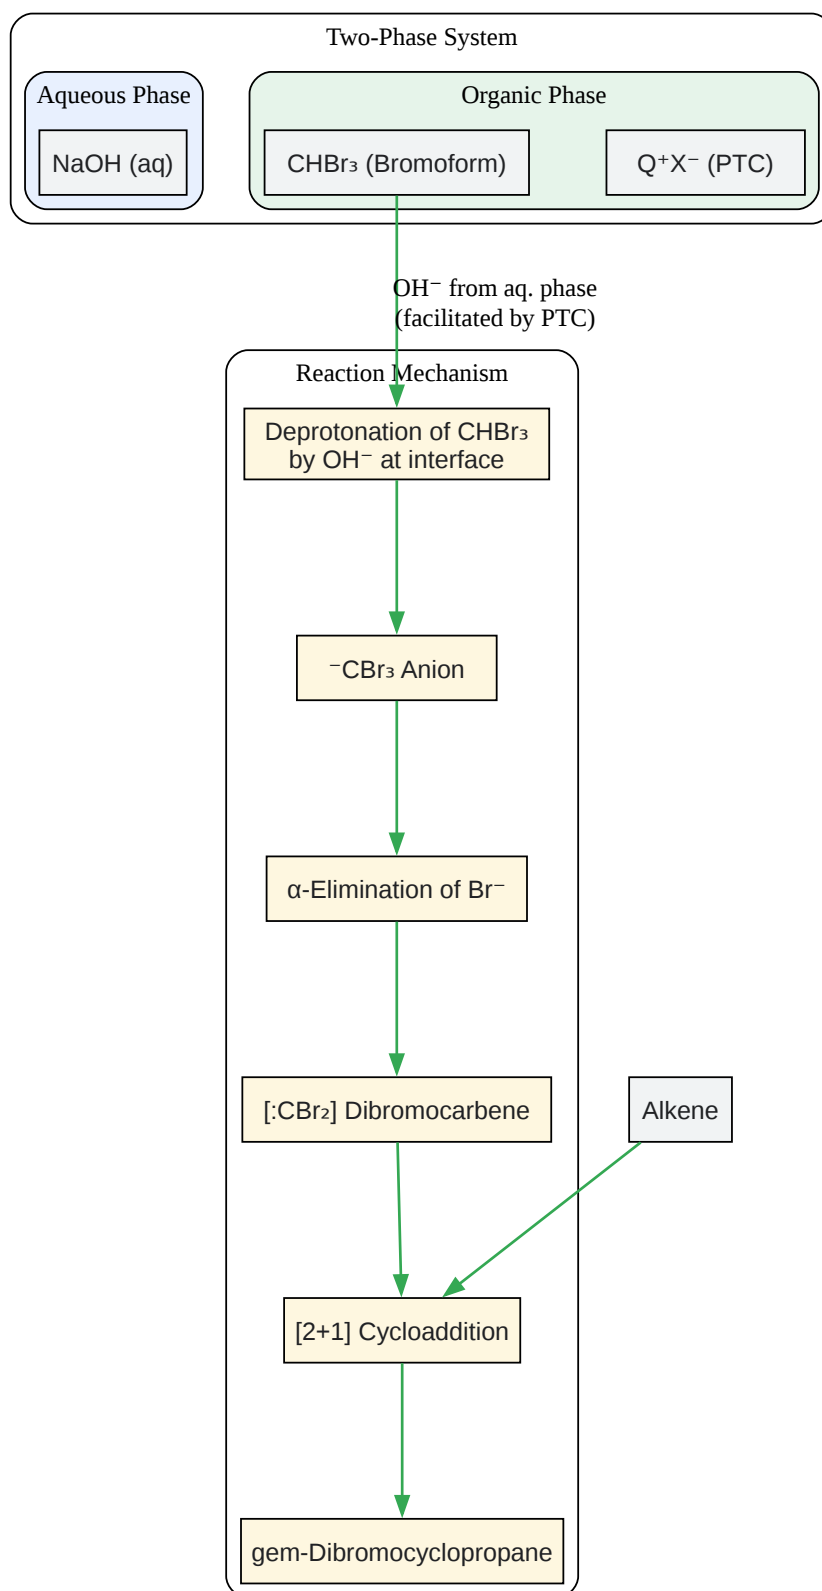 Two-Phase System
Aqueous Phase
Organic Phase
NaOH (aq)
CHBr₃ (Bromoform)
Q⁺X⁻ (PTC)
OH⁻ from aq. phase
(facilitated by PTC)
Reaction Mechanism
Deprotonation of CHBr₃
by OH⁻ at interface
⁻CBr₃ Anion
α-Elimination of Br⁻
[:CBr₂] Dibromocarbene
Alkene
[2+1] Cycloaddition
gem-Dibromocyclopropane